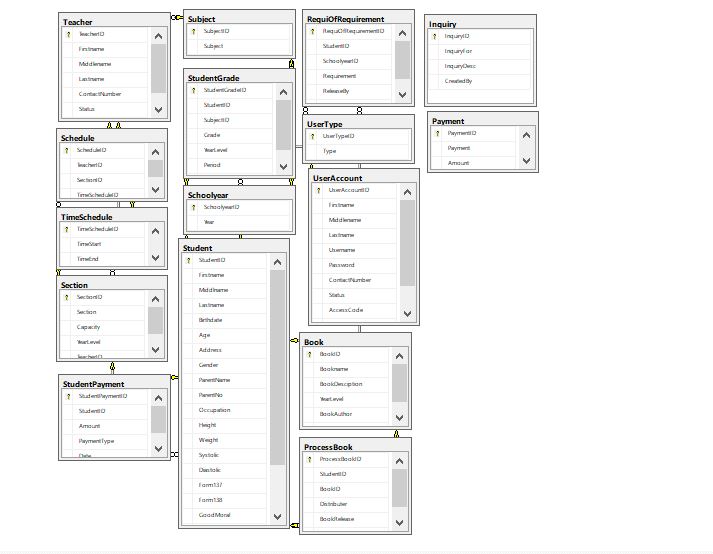 Teacher
TeacherID
Firstname
Middlename
Lastname
ContactNumber
Status
Schedule
ScheduleID
TeacherID
SectionID
TimeScheduleID
TimeSchedule
TimeScheduleID
TimeStart
TimeEnd
Section
SectionID
Section
Capacity
YearLevel
TeacherID
StudentPayment
StudentPaymentID
StudentID
Amount
PaymentType
Date
Subject
SubjectID
Subject
StudentGrade
StudentGradeID
StudentID
SubjectID
Grade
YearLevel
Period
Schoolyear
SchoolyearID
Year
Student
StudentID
Firstname
Middlname
Lastname
Birthdate
Age
Address
Gender
ParentName
ParentNo
Occupation
Height
Weight
Systolic
Diastolic
Form137
Form138
GoodMoral
RequiOfRequirement
RequiOfRequirementID
StudentID
SchoolyearID
Requirement
ReleaseBy
UserType
UserTypeID
Type
UserAccount
UserAccountID
Firstname
Middlename
Lastname
Username
Password
ContactNumber
Status
AccessCode
Book
BookID
Bookname
BookDesciption
YearLevel
BookAuthor
ProcessBook
ProcessBookID
StudentID
BookID
Distributer
BookRelease
Inquiry
InquiryID
InquiryFor
InquiryDesc
CreatedBy
Payment
PaymentID
Payment
Amount